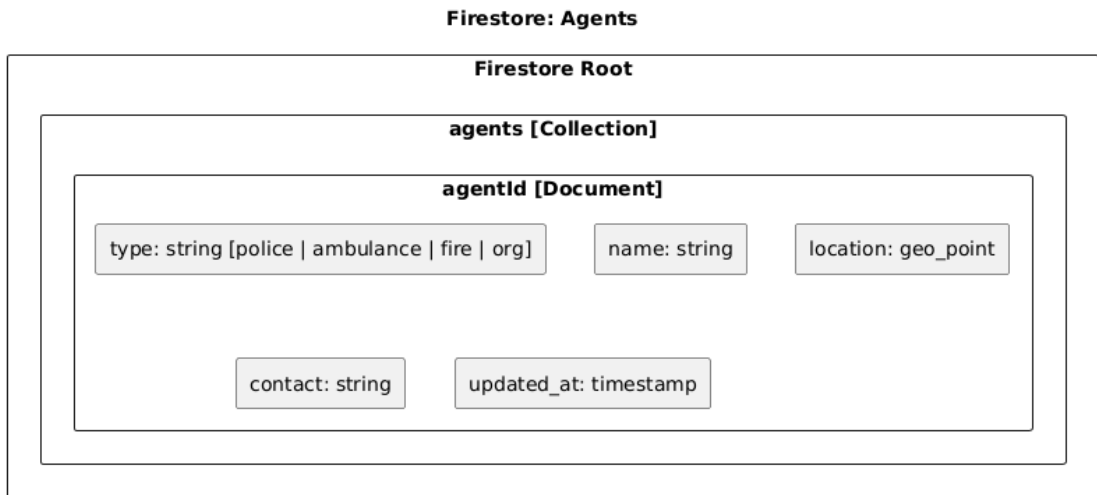 Firestore: Agents
Firestore Root
agents [Collection]
agentId [Document]
type: string [police | ambulance | fire | org]
name: string
location: geo_point
contact: string
updated_at: timestamp